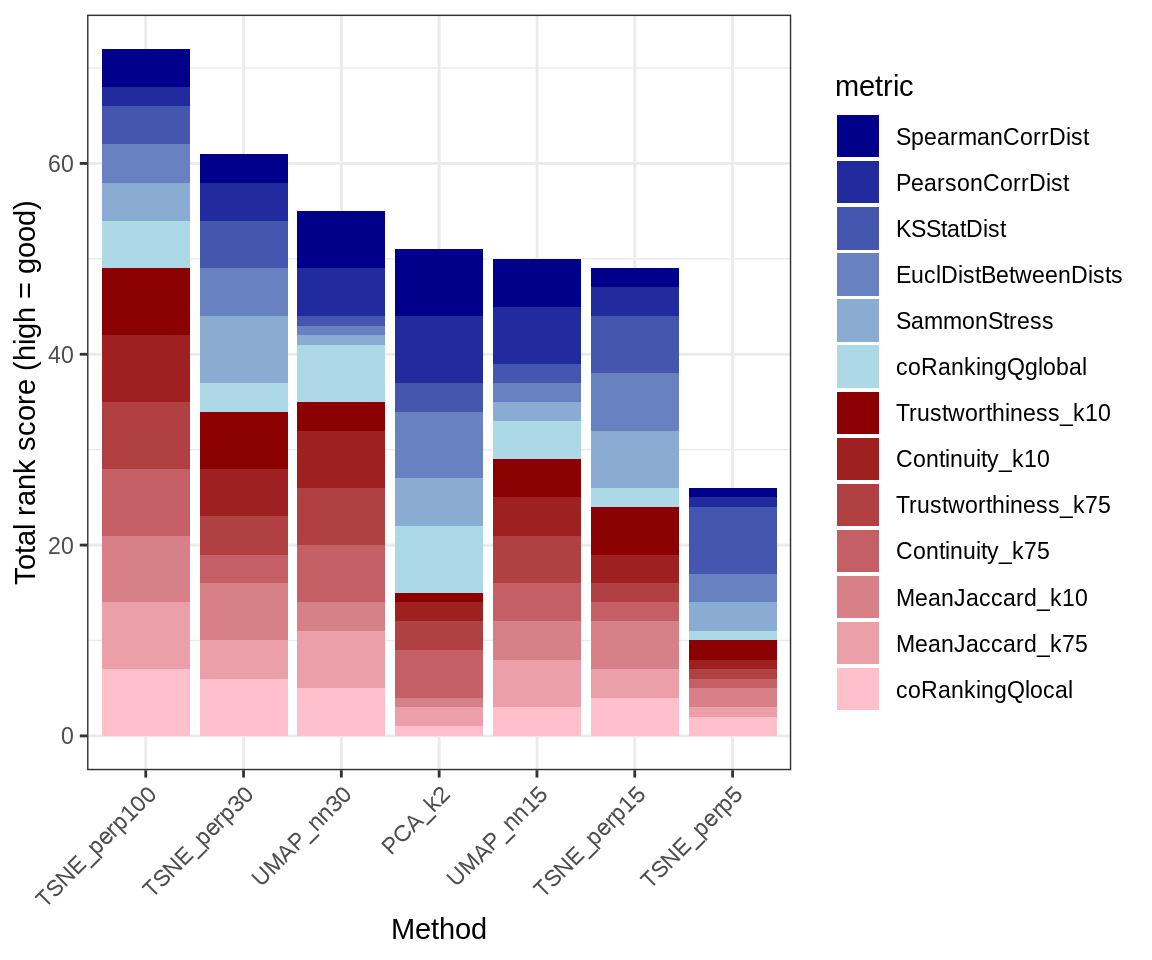 Total rank score (high = good)
60
40
20
0
TSNE_perp100
TSNE_perp30
UMAP_nn30
PCA_k2
UMAP_nn15
TSNE_perp15
TSNE_perp5
Method
metric
SpearmanCorrDist
PearsonCorrDist
KSStatDist
EuclDistBetweenDists
SammonStress
coRankingQglobal
Trustworthiness_k10
Continuity_k10
Trustworthiness_k75
Continuity_k75
MeanJaccard_k10
MeanJaccard_k75
coRankingQlocal